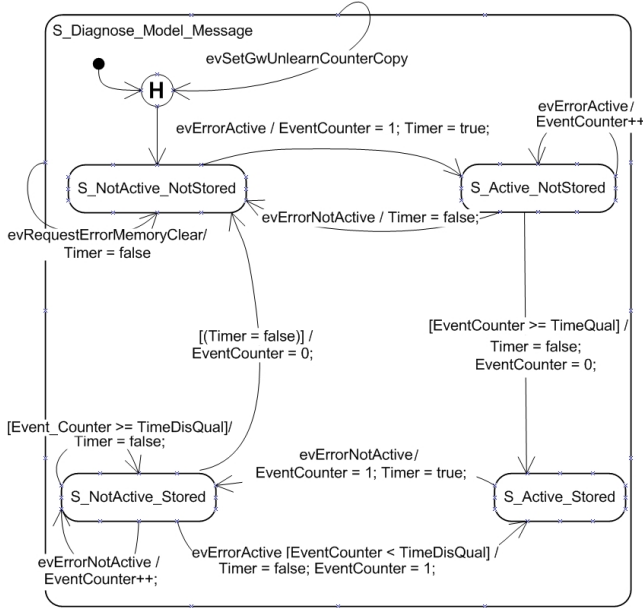 S_Diagnose_Model_Message
evSetGwUnlearnCounterCopy
H
evErrorActive / EventCounter = 1; Timer = true;
evErrorActive/
EventCounter++
S_NotActive_NotStored
S_Active_NotStored
evErrorNotActive / Timer = false;
evRequestErrorMemoryClear/
Timer = false
[(Timer = false)] /
EventCounter = 0;
[EventCounter >= TimeQual] /
Timer = false;
EventCounter = 0;
[Event_Counter >= TimeDisQual]/
Timer = false;
evErrorNotActive/
EventCounter = 1; Timer = true;
S_NotActive_Stored
S_Active_Stored
evErrorNotActive /
EventCounter++;
evErrorActive [EventCounter < TimeDisQual] /
Timer = false; EventCounter = 1;